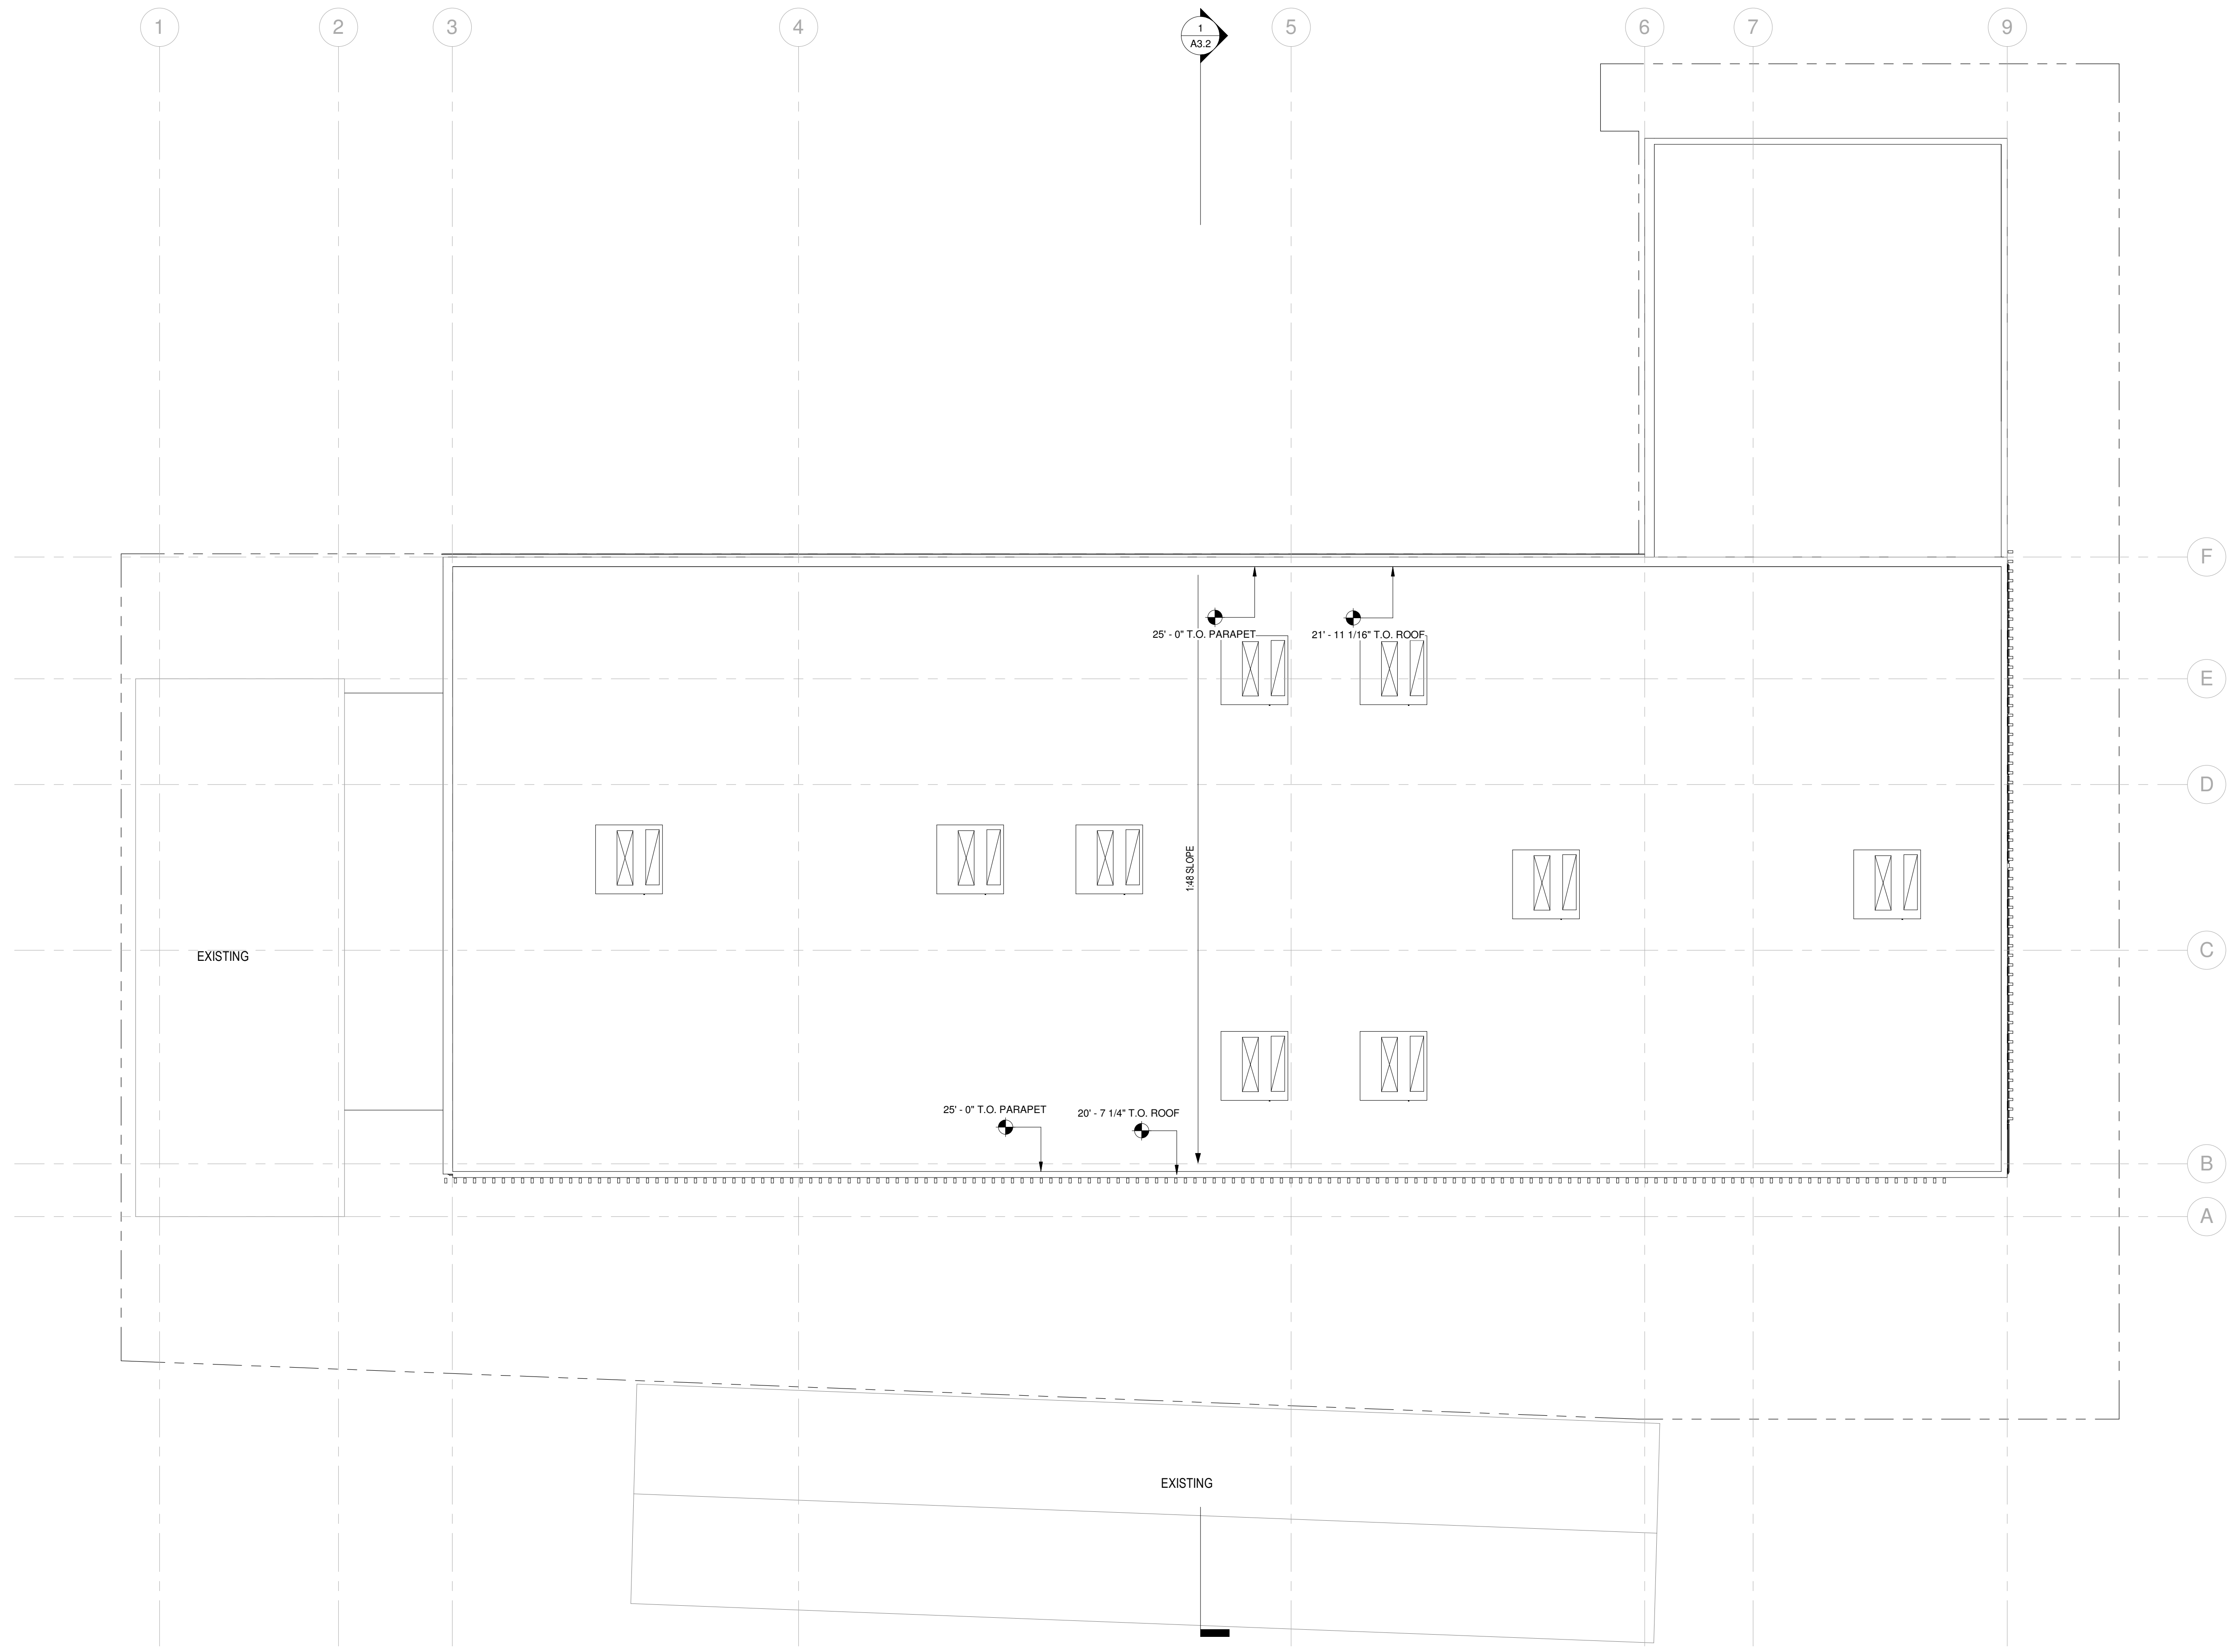 1 2 3 4 1 5 6 7 9
A3.2
F
25' - 0" T.O. PARAPET 21' - 11 1/16" T.O. ROOF
E
D
1:48 SLOPE
EXISTING
C
25' - 0" T.O. PARAPET 20' - 7 1/4" T.O. ROOF
B
A
EXISTING